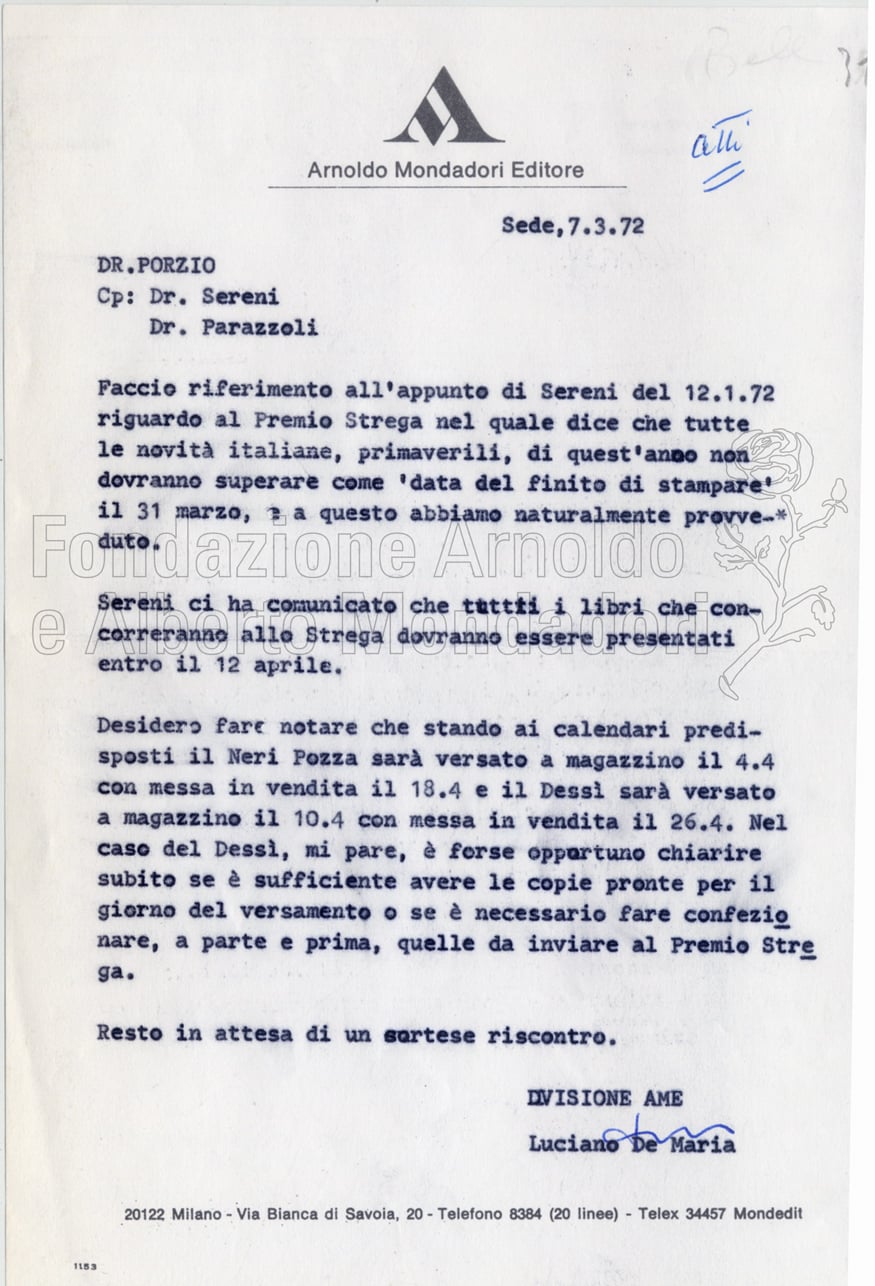 Arnoldo Mondadori Editore
atti
Sede,7.3.72
DR.PORZIO
Cp: Dr. Sereni
Dr. Parazzoli
Faccio riferimento all'appunto di Sereni del 12.1.72
riguardo al Premio Strega nel quale dice che tutte
le novità italiane, primaverili, di quest'anno non
dovranno superare come 'data del finito di stampare'
il 31 marzo, e a questo abbiamo naturalmente provve-*
duto.
Fondazione Arnoldo
e Alberto Mondadori
Sereni ci ha comunicato che tutti i libri che con-
correranno allo Strega dovranno essere presentati
entro il 12 aprile.
Desidero fare notare che stando ai calendari predi-
sposti il Neri Pozza sarà versato a magazzino il 4.4
con messa in vendita il 18.4 e il Dessì sarà versato
a magazzino il 10.4 con messa in vendita il 26.4. Nel
caso del Dessì, mi pare, è forse opportuno chiarire
subito se è sufficiente avere le copie pronte per il
giorno del versamento o se è necessario fare confezio
nare, a parte e prima, quelle da inviare al Premio Stre
ga.
Resto in attesa di un cortese riscontro.
DIVISIONE AME
Luciano De Maria
20122 Milano - Via Bianca di Savoia, 20 - Telefono 8384 (20 linee) - Telex 34457 Mondedit
1153